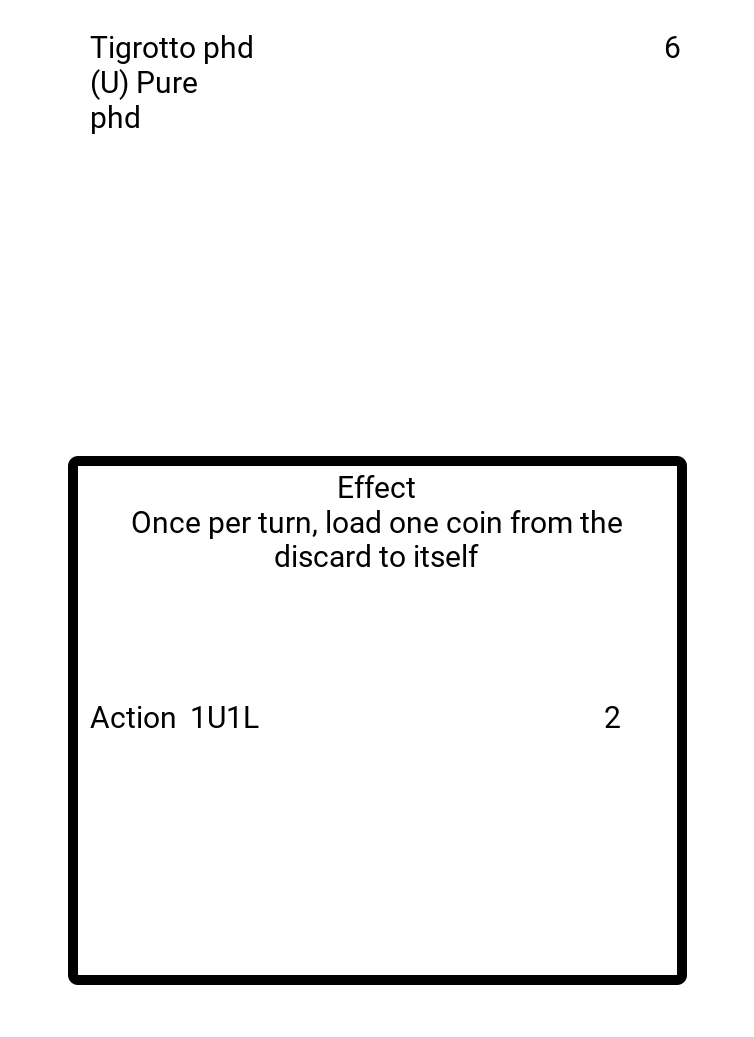 Tigrotto phd 6
(U) Pure
phd
Effect
Once per turn, load one coin from the
discard to itself
Action 1U1L 2